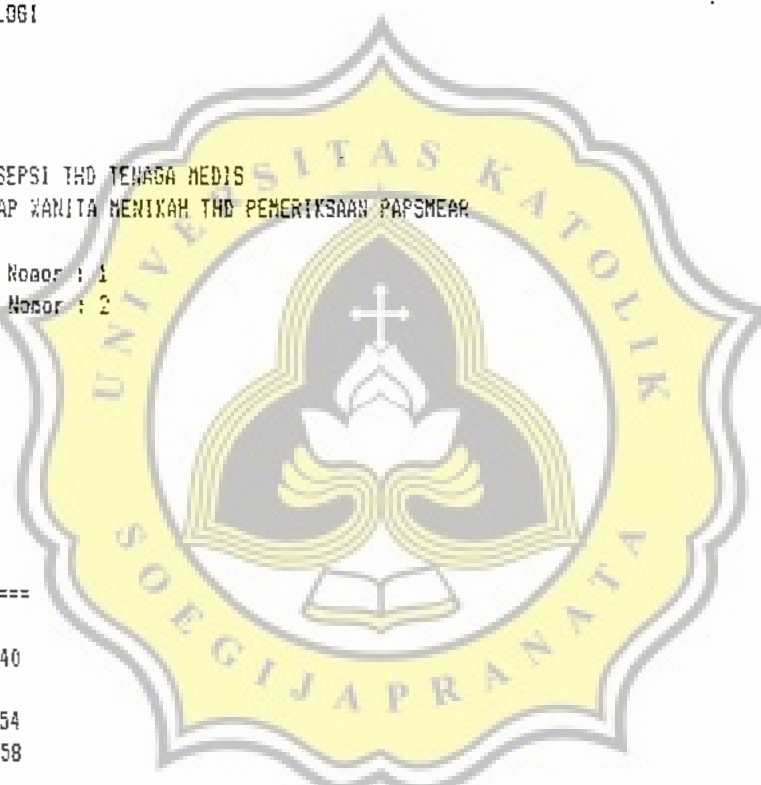 LOGI
SEPSI THD TENAGA MEDIS
AP WANITA MENIKAH THD PEMERIKSAAN PAPSMEAR
Nomor : 1
Nomor : 2
UNIVERSITAS KATOLIK
SOEGIJAPRANATA
===
40
54
58